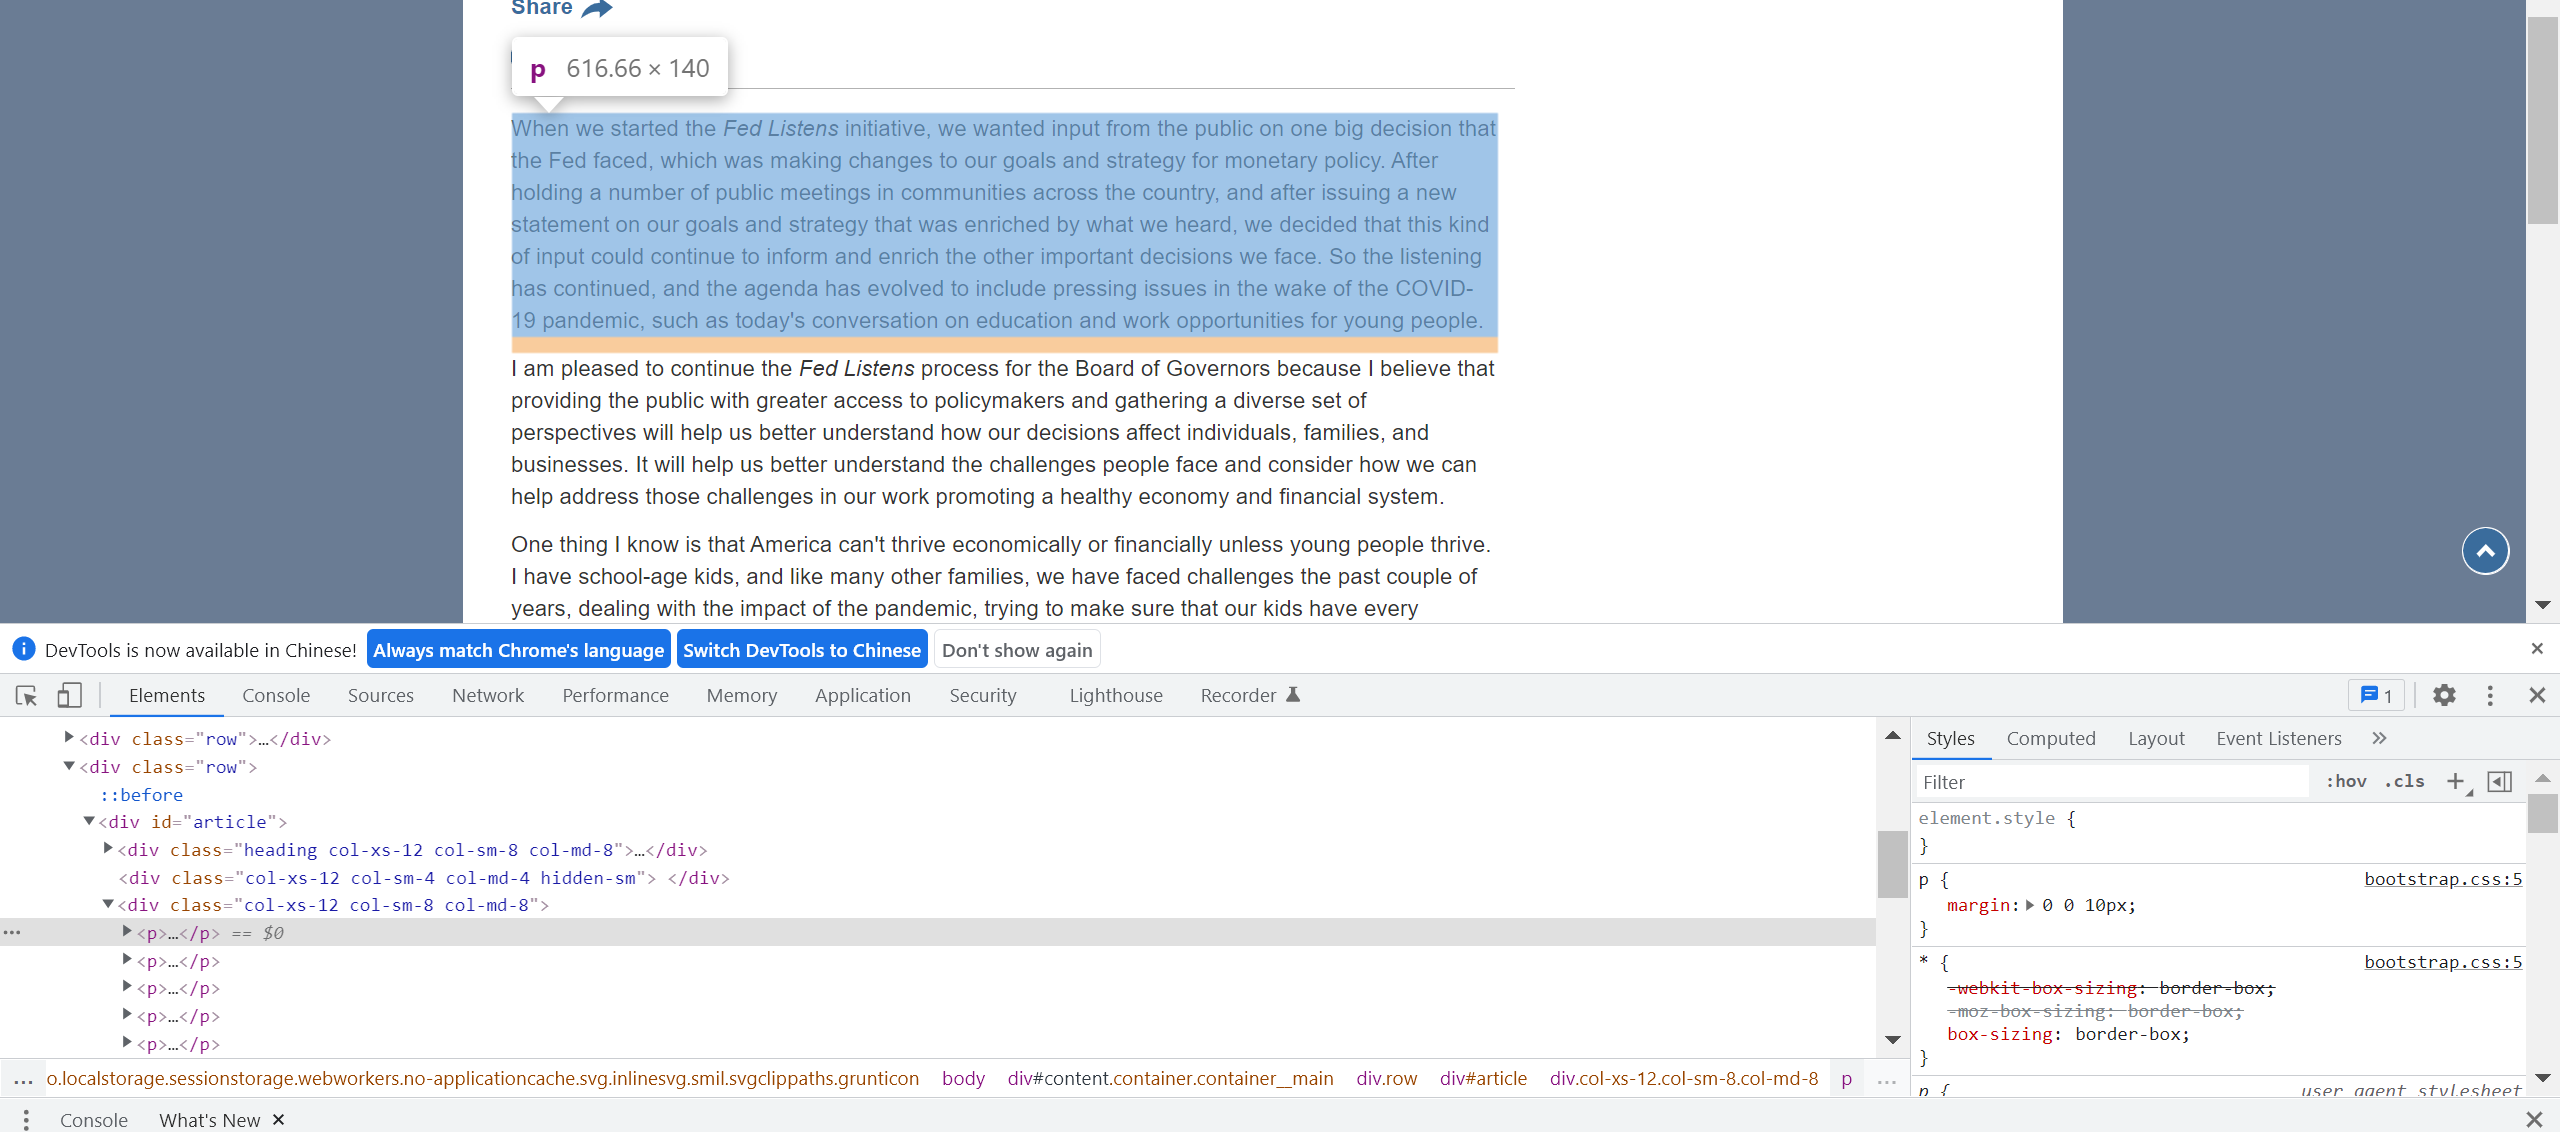 Share
p 616.66 × 140
When we started the Fed Listens initiative, we wanted input from the public on one big decision that
the Fed faced, which was making changes to our goals and strategy for monetary policy. After
holding a number of public meetings in communities across the country, and after issuing a new
statement on our goals and strategy that was enriched by what we heard, we decided that this kind
of input could continue to inform and enrich the other important decisions we face. So the listening
has continued, and the agenda has evolved to include pressing issues in the wake of the COVID-
19 pandemic, such as today's conversation on education and work opportunities for young people.
I am pleased to continue the Fed Listens process for the Board of Governors because I believe that
providing the public with greater access to policymakers and gathering a diverse set of
perspectives will help us better understand how our decisions affect individuals, families, and
businesses. It will help us better understand the challenges people face and consider how we can
help address those challenges in our work promoting a healthy economy and financial system.
One thing I know is that America can't thrive economically or financially unless young people thrive.
I have school-age kids, and like many other families, we have faced challenges the past couple of
years, dealing with the impact of the pandemic, trying to make sure that our kids have every
DevTools is now available in Chinese! Always match Chrome's language Switch DevTools to Chinese Don't show again
Elements Console Sources Network Performance Memory Application Security Lighthouse Recorder 1
<div class="row">…</div>
<div class="row">
::before
<div id="article">
<div class="heading col-xs-12 col-sm-8 col-md-8">…</div>
<div class="col-xs-12 col-sm-4 col-md-4 hidden-sm"> </div>
<div class="col-xs-12 col-sm-8 col-md-8">
<p>…</p> == $0
<p>…</p>
<p>…</p>
<p>…</p>
<p>…</p>
… o.localstorage.sessionstorage.webworkers.no-applicationcache.svg.inlinesvg.smil.svgclippaths.grunticon body div#content.container.container__main div.row div#article div.col-xs-12.col-sm-8.col-md-8 p …
Styles Computed Layout Event Listeners
Filter :hov .cls
element.style {
}
p { bootstrap.css:5
margin: 0 0 10px;
}
* { bootstrap.css:5
-webkit-box-sizing: border-box;
-moz-box-sizing: border-box;
box-sizing: border-box;
}
p { user agent stylesheet
Console What's New